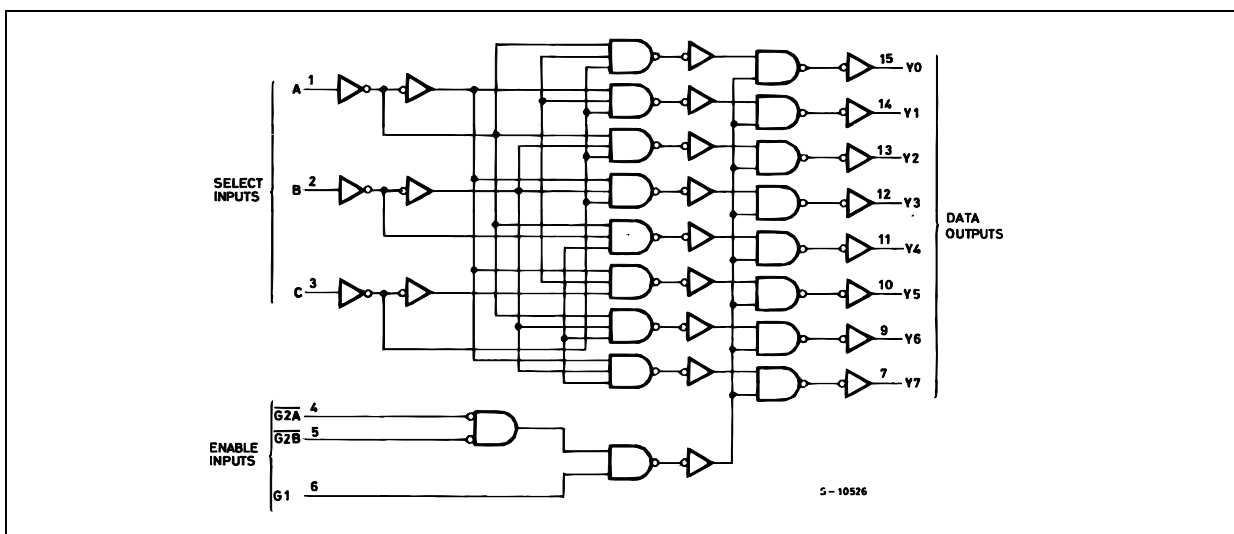 SELECT
INPUTS
A 1
B 2
C 3
ENABLE
INPUTS
G2A 4
G2B 5
G1 6
15 Y0
14 Y1
13 Y2
12 Y3
11 Y4
10 Y5
9 Y6
7 Y7
DATA
OUTPUTS
S-10526